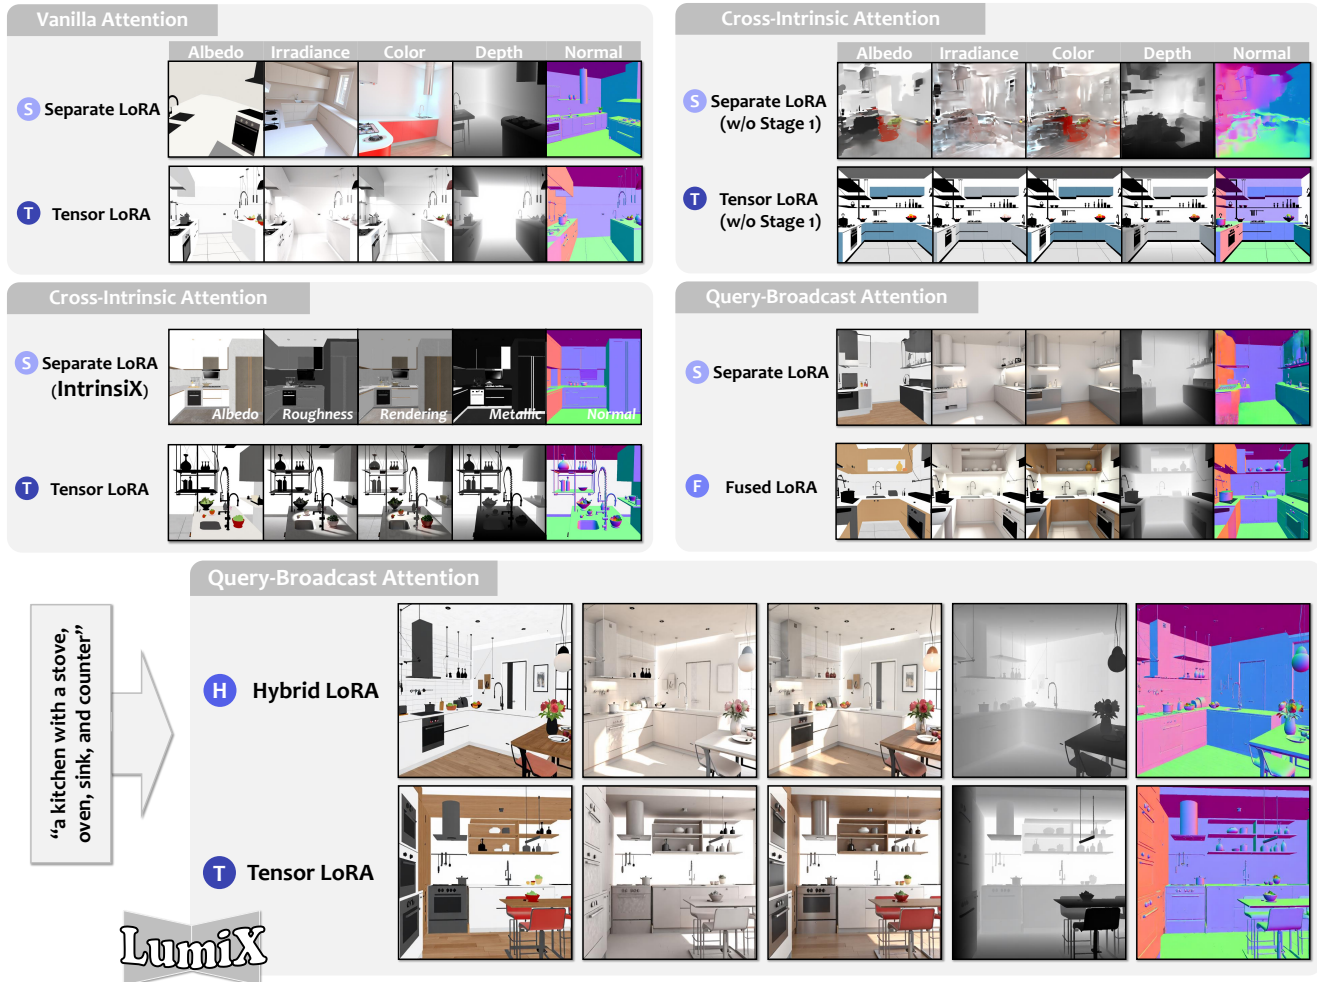 Vanilla Attention
Albedo Irradiance Color Depth Normal
S Separate LoRA
T Tensor LoRA
Cross-Intrinsic Attention
Albedo Irradiance Color Depth Normal
S Separate LoRA
(w/o Stage 1)
T Tensor LoRA
(w/o Stage 1)
Cross-Intrinsic Attention
S Separate LoRA
(IntrinsiX)
Albedo Roughness Rendering Metallic Normal
T Tensor LoRA
Query-Broadcast Attention
S Separate LoRA
F Fused LoRA
Query-Broadcast Attention
“a kitchen with a stove,
oven, sink, and counter”
H Hybrid LoRA
T Tensor LoRA
LumiX